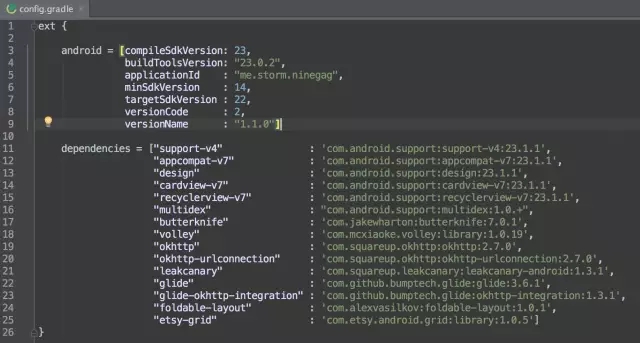 config.gradle ×
1 ext {
2
3 android = [compileSdkVersion: 23,
4 buildToolsVersion: "23.0.2",
5 applicationId : "me.storm.ninegag",
6 minSdkVersion : 14,
7 targetSdkVersion : 22,
8 versionCode : 2,
9 versionName : "1.1.0"]
10
11 dependencies = ["support-v4" : 'com.android.support:support-v4:23.1.1',
12 "appcompat-v7" : 'com.android.support:appcompat-v7:23.1.1',
13 "design" : 'com.android.support:design:23.1.1',
14 "cardview-v7" : 'com.android.support:cardview-v7:23.1.1',
15 "recyclerview-v7" : 'com.android.support:recyclerview-v7:23.1.1',
16 "multidex" : "com.android.support:multidex:1.0.+",
17 "butterknife" : 'com.jakewharton:butterknife:7.0.1',
18 "volley" : 'com.mcxiaoke.volley:library:1.0.19',
19 "okhttp" : 'com.squareup.okhttp:okhttp:2.7.0',
20 "okhttp-urlconnection" : 'com.squareup.okhttp:okhttp-urlconnection:2.7.0',
21 "leakcanary" : 'com.squareup.leakcanary:leakcanary-android:1.3.1',
22 "glide" : 'com.github.bumptech.glide:glide:3.6.1',
23 "glide-okhttp-integration" : 'com.github.bumptech.glide:okhttp-integration:1.3.1',
24 "foldable-layout" : 'com.alexvasilkov:foldable-layout:1.0.1',
25 "etsy-grid" : 'com.etsy.android.grid:library:1.0.5']
26 }